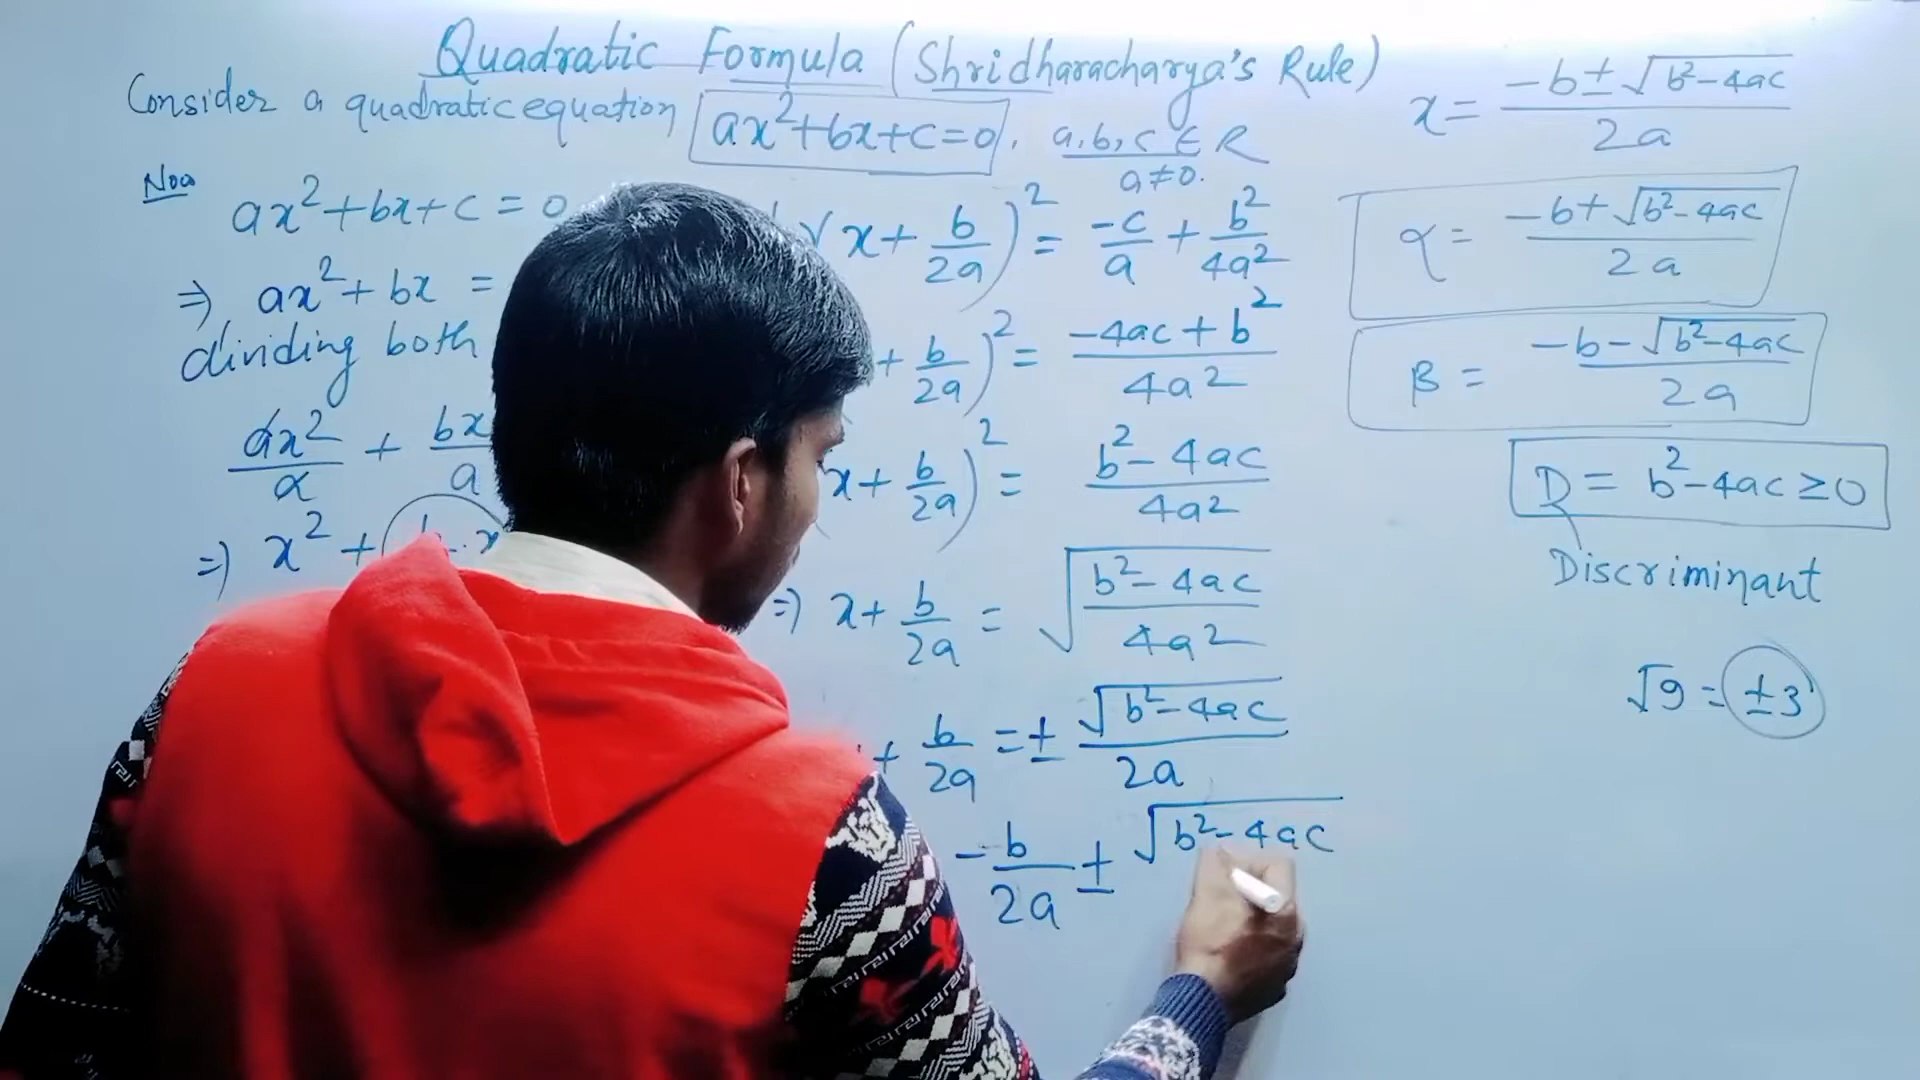 Quadratic Formula (Shridharacharya's Rule)
Consider a quadratic equation ax²+bx+c=0, a,b,c ∈ R
a≠0.
Now
ax²+bx+c=0
⇒ ax²+bx =
dividing both
ax²/a + bx/a
⇒ x² +
(x+b/2a)² = -c/a + b²/4a²
+ b/2a)² = -4ac+b²/4a²
x+b/2a)² = b²-4ac/4a²
⇒ x+b/2a = √(b²-4ac/4a²)
+ b/2a = ± √(b²-4ac)/2a
-b/2a ± √(b²-4ac)
x = -b±√(b²-4ac)/2a
α = -b+√(b²-4ac)/2a
β = -b-√(b²-4ac)/2a
D = b²-4ac ≥ 0
Discriminant
√9 = ±3